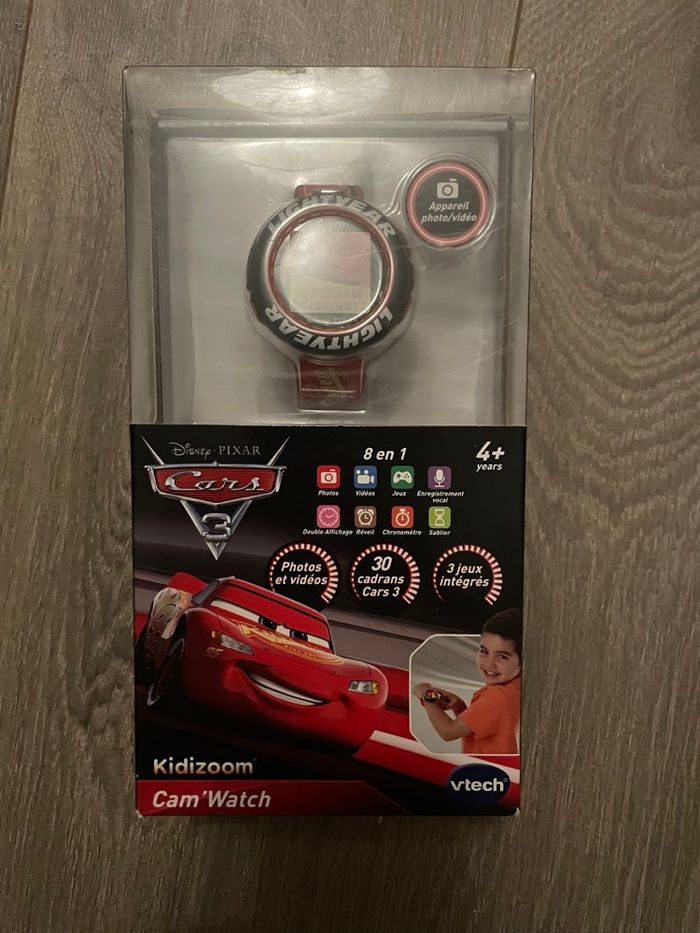 LIGHTYEAR
Appareil
photo/vidéo
LIGHTYEAR
Disney · PIXAR
Cars
3
8 en 1
4+
years
Photos
Vidéos
Jeux
Enregistrement
vocal
Double Affichage
Réveil
Chronomètre
Sablier
Photos
et vidéos
30
cadrans
Cars 3
3 jeux
intégrés
95
Kidizoom
Cam'Watch
vtech